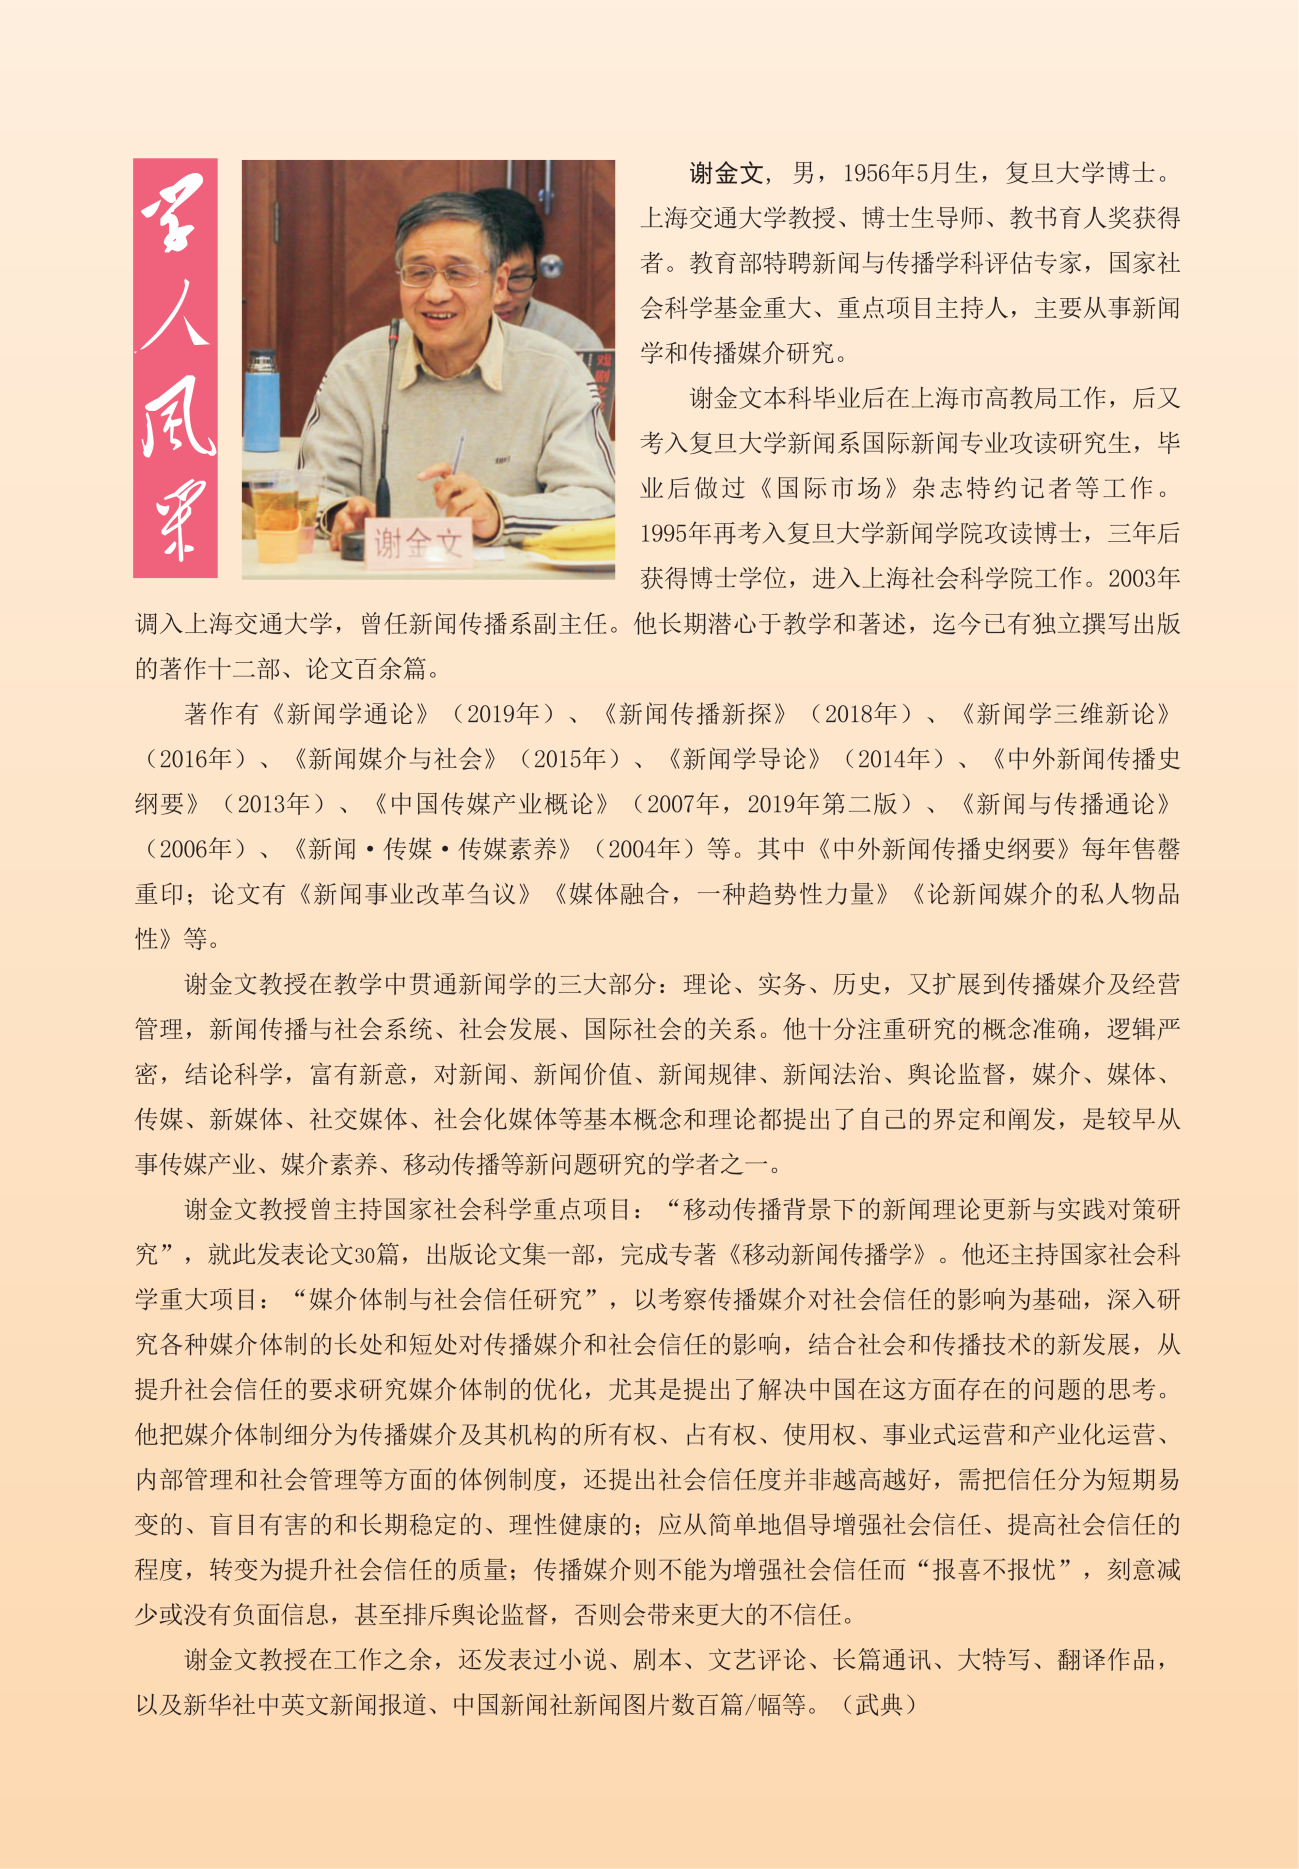 学人风采
谢金文
谢金文，男，1956年5月生，复旦大学博士。
上海交通大学教授、博士生导师、教书育人奖获得
者。教育部特聘新闻与传播学科评估专家，国家社
会科学基金重大、重点项目主持人，主要从事新闻
学和传播媒介研究。
谢金文本科毕业后在上海市高教局工作，后又
考入复旦大学新闻系国际新闻专业攻读研究生，毕
业后做过《国际市场》杂志特约记者等工作。
1995年再考入复旦大学新闻学院攻读博士，三年后
获得博士学位，进入上海社会科学院工作。2003年
调入上海交通大学，曾任新闻传播系副主任。他长期潜心于教学和著述，迄今已有独立撰写出版
的著作十二部、论文百余篇。
著作有《新闻学通论》（2019年）、《新闻传播新探》（2018年）、《新闻学三维新论》
（2016年）、《新闻媒介与社会》（2015年）、《新闻学导论》（2014年）、《中外新闻传播史
纲要》（2013年）、《中国传媒产业概论》（2007年，2019年第二版）、《新闻与传播通论》
（2006年）、《新闻·传媒·传媒素养》（2004年）等。其中《中外新闻传播史纲要》每年售罄
重印；论文有《新闻事业改革刍议》《媒体融合，一种趋势性力量》《论新闻媒介的私人物品
性》等。
谢金文教授在教学中贯通新闻学的三大部分：理论、实务、历史，又扩展到传播媒介及经营
管理，新闻传播与社会系统、社会发展、国际社会的关系。他十分注重研究的概念准确，逻辑严
密，结论科学，富有新意，对新闻、新闻价值、新闻规律、新闻法治、舆论监督，媒介、媒体、
传媒、新媒体、社交媒体、社会化媒体等基本概念和理论都提出了自己的界定和阐发，是较早从
事传媒产业、媒介素养、移动传播等新问题研究的学者之一。
谢金文教授曾主持国家社会科学重点项目：“移动传播背景下的新闻理论更新与实践对策研
究”，就此发表论文30篇，出版论文集一部，完成专著《移动新闻传播学》。他还主持国家社会科
学重大项目：“媒介体制与社会信任研究”，以考察传播媒介对社会信任的影响为基础，深入研
究各种媒介体制的长处和短处对传播媒介和社会信任的影响，结合社会和传播技术的新发展，从
提升社会信任的要求研究媒介体制的优化，尤其是提出了解决中国在这方面存在的问题的思考。
他把媒介体制细分为传播媒介及其机构的所有权、占有权、使用权、事业式运营和产业化运营、
内部管理和社会管理等方面的体例制度，还提出社会信任度并非越高越好，需把信任分为短期易
变的、盲目有害的和长期稳定的、理性健康的；应从简单地倡导增强社会信任、提高社会信任的
程度，转变为提升社会信任的质量；传播媒介则不能为增强社会信任而“报喜不报忧”，刻意减
少或没有负面信息，甚至排斥舆论监督，否则会带来更大的不信任。
谢金文教授在工作之余，还发表过小说、剧本、文艺评论、长篇通讯、大特写、翻译作品，
以及新华社中英文新闻报道、中国新闻社新闻图片数百篇/幅等。（武典）